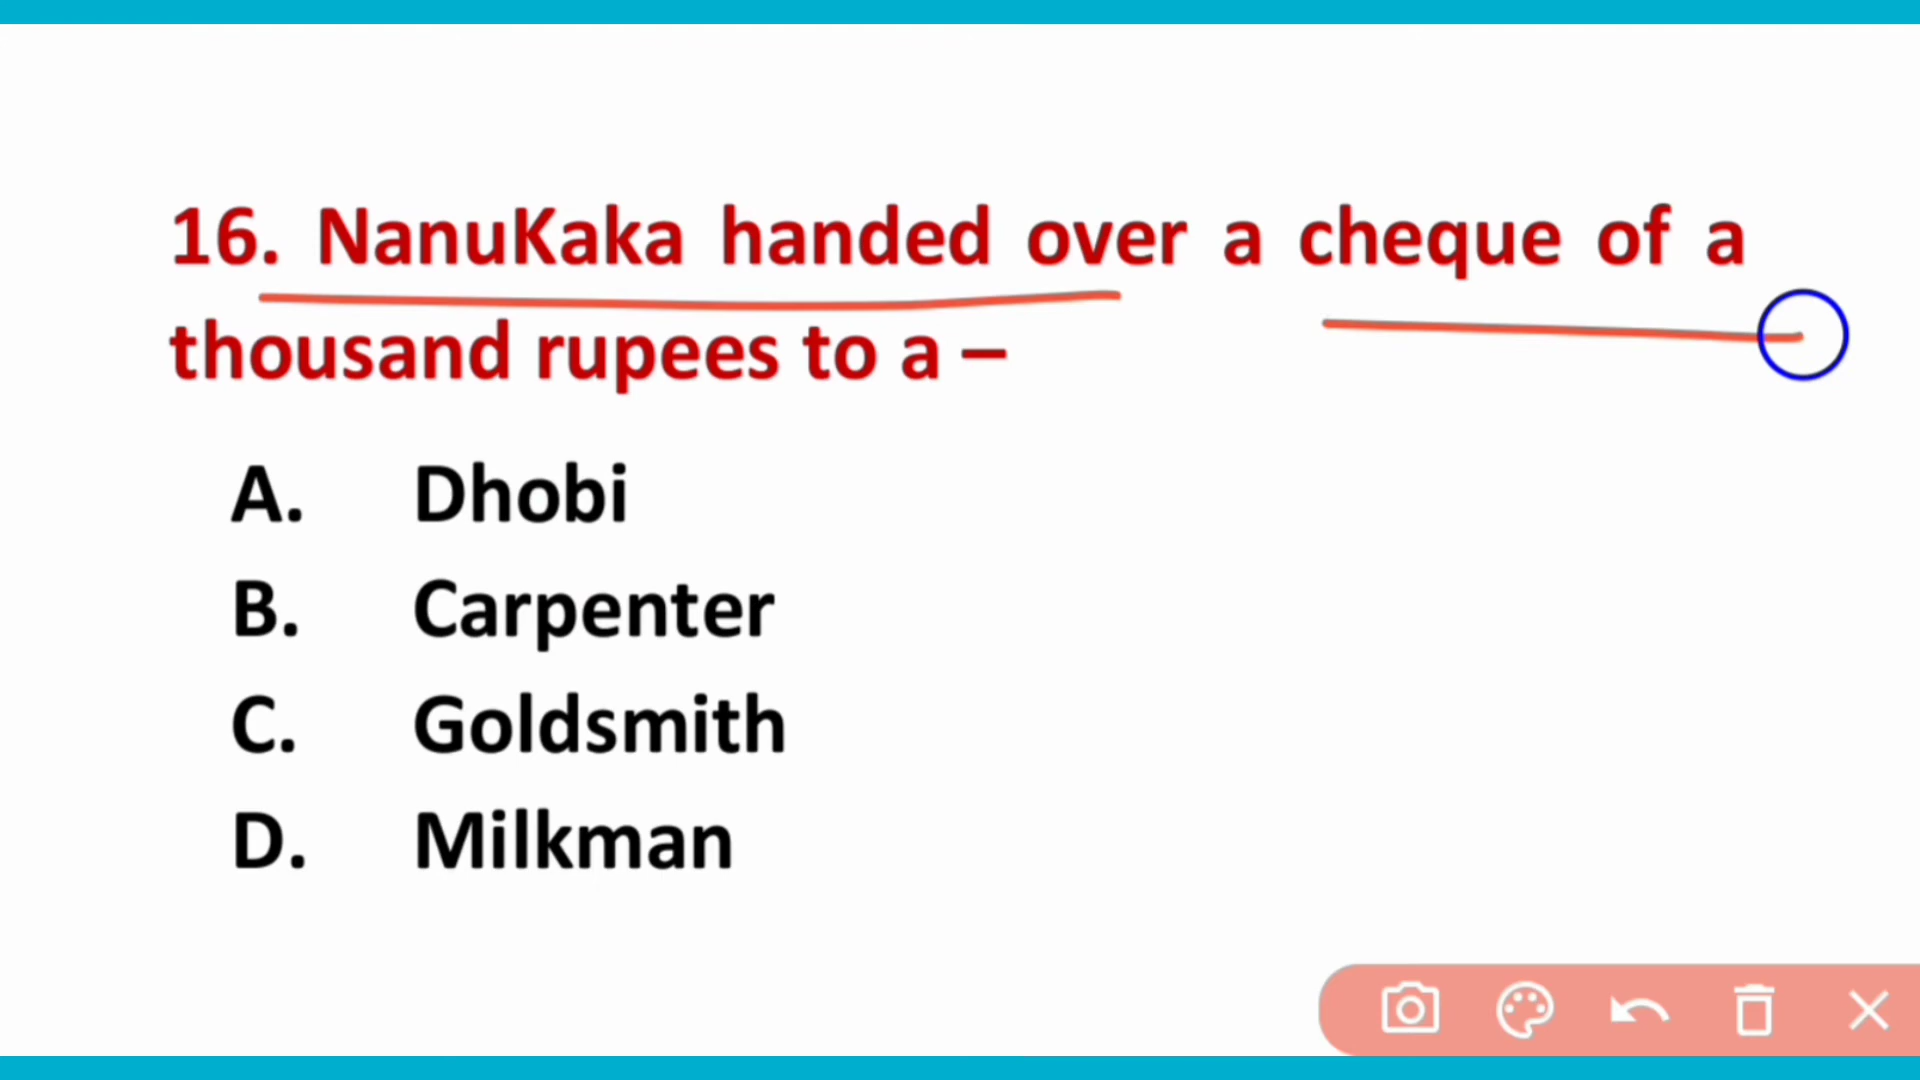 16. NanuKaka handed over a cheque of a
thousand rupees to a –
A. Dhobi
B. Carpenter
C. Goldsmith
D. Milkman